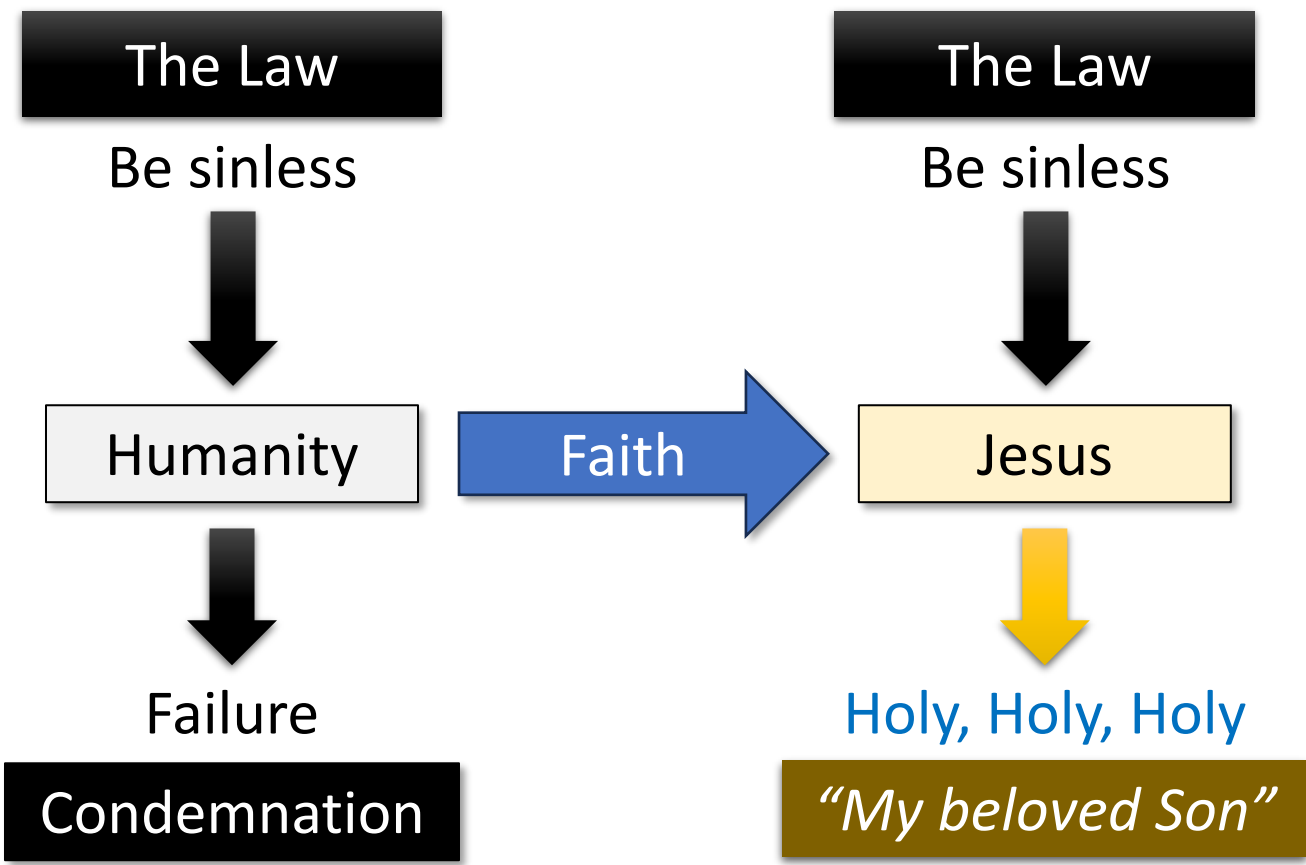 The Law
Be sinless
Humanity
Failure
Condemnation
Faith
The Law
Be sinless
Jesus
Holy, Holy, Holy
“My beloved Son”